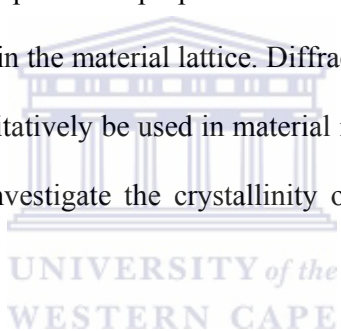 in the material lattice. Diffrac
itatively be used in material
nvestigate the crystallinity o
UNIVERSITY of the
WESTERN CAPE